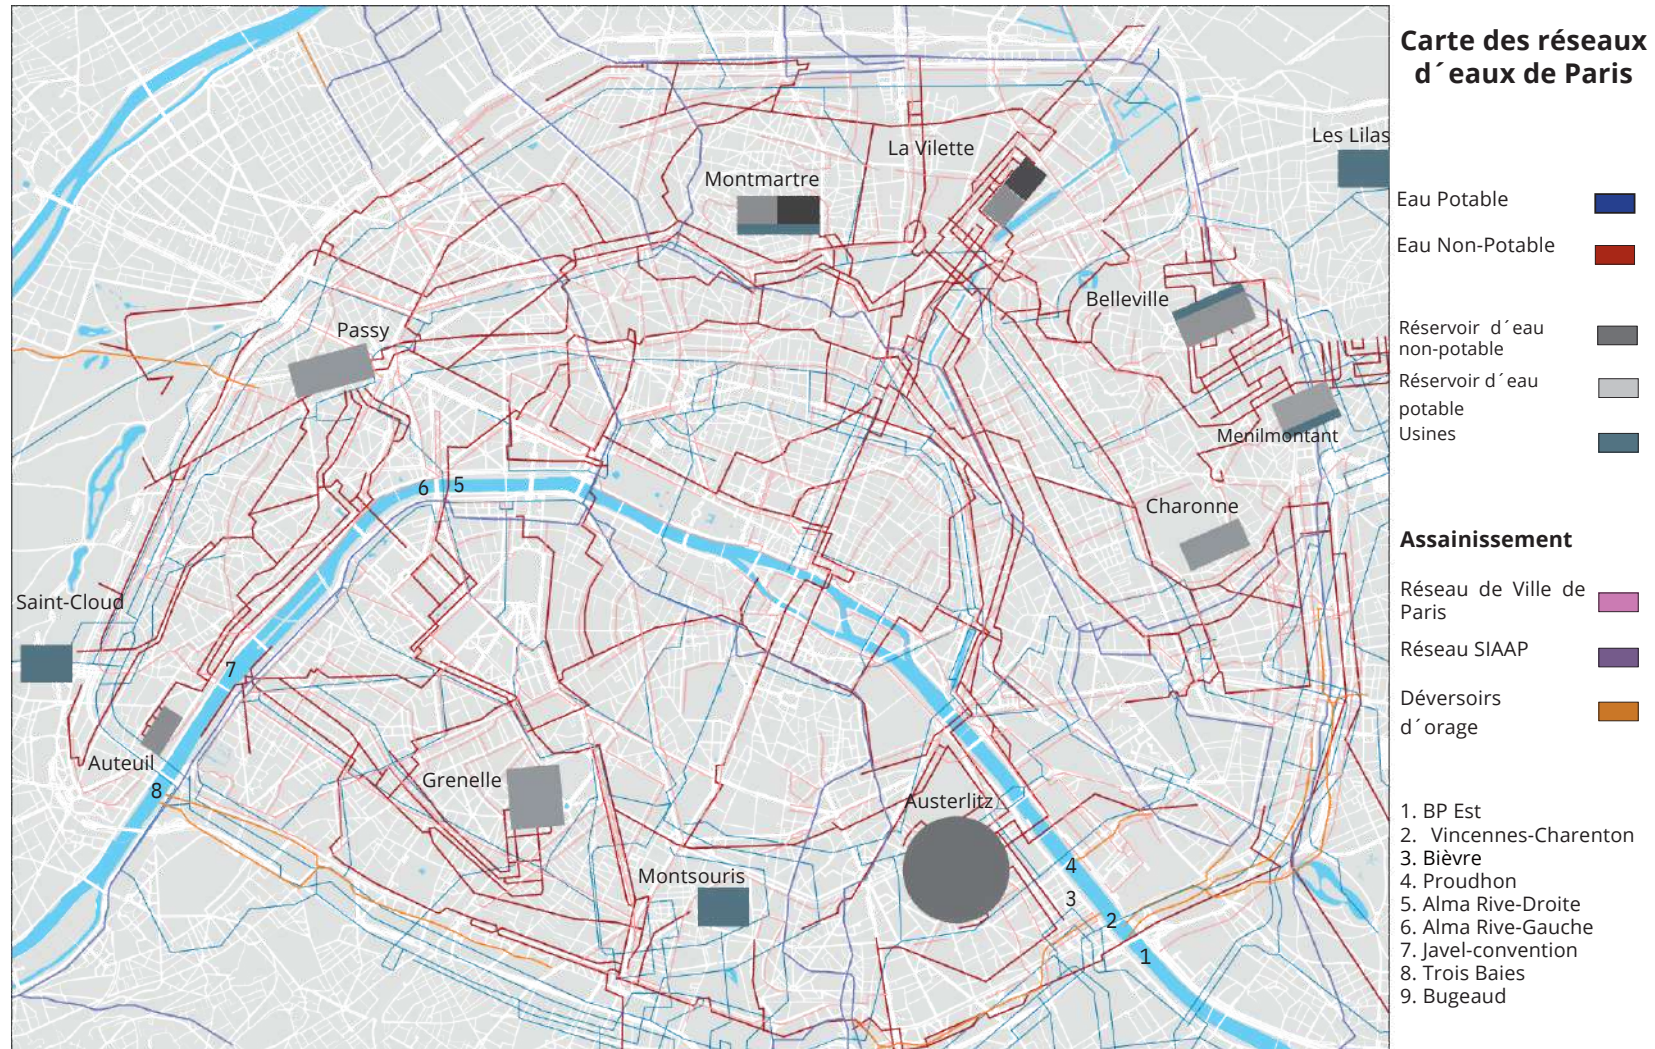 Carte des réseaux
d´eaux de Paris
Les Lilas
La Vilette
Montmartre
Eau Potable
Eau Non-Potable
Belleville
Passy
Réservoir d´eau
non-potable
Réservoir d´eau
potable
Usines
Menilmontant
6 5
Charonne
Assainissement
Réseau de Ville de
Paris
Saint-Cloud
Réseau SIAAP
7
Déversoirs
d´orage
Auteuil
Grenelle
8
Austerlitz
1. BP Est
2. Vincennes-Charenton
3. Bièvre
4. Proudhon
5. Alma Rive-Droite
6. Alma Rive-Gauche
7. Javel-convention
8. Trois Baies
9. Bugeaud
4
Montsouris
3
2
1